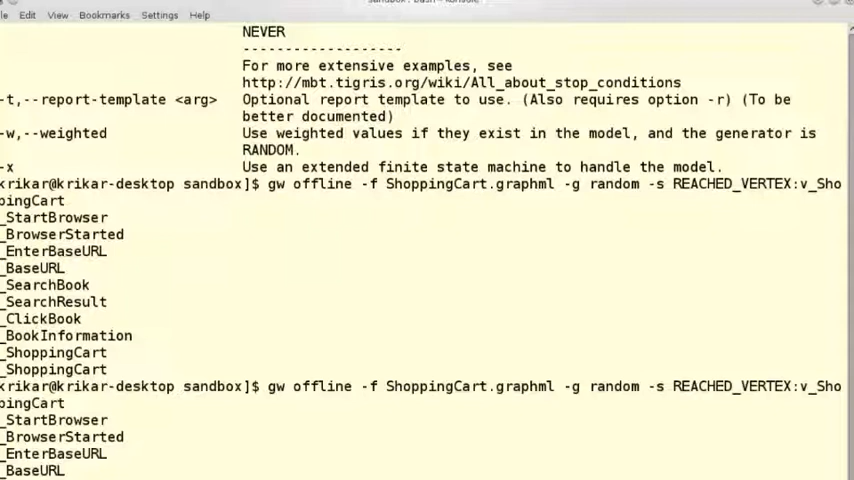 Edit View Bookmarks Settings Help
NEVER
-------------------
For more extensive examples, see
http://mbt.tigris.org/wiki/All_about_stop_conditions
-t,--report-template <arg> Optional report template to use. (Also requires option -r) (To be
better documented)
-w,--weighted Use weighted values if they exist in the model, and the generator is
RANDOM.
-x Use an extended finite state machine to handle the model.
krikar@krikar-desktop sandbox]$ gw offline -f ShoppingCart.graphml -g random -s REACHED_VERTEX:v_Sho
pingCart
_StartBrowser
_BrowserStarted
_EnterBaseURL
_BaseURL
_SearchBook
_SearchResult
_ClickBook
_BookInformation
_ShoppingCart
_ShoppingCart
krikar@krikar-desktop sandbox]$ gw offline -f ShoppingCart.graphml -g random -s REACHED_VERTEX:v_Sho
pingCart
_StartBrowser
_BrowserStarted
_EnterBaseURL
_BaseURL